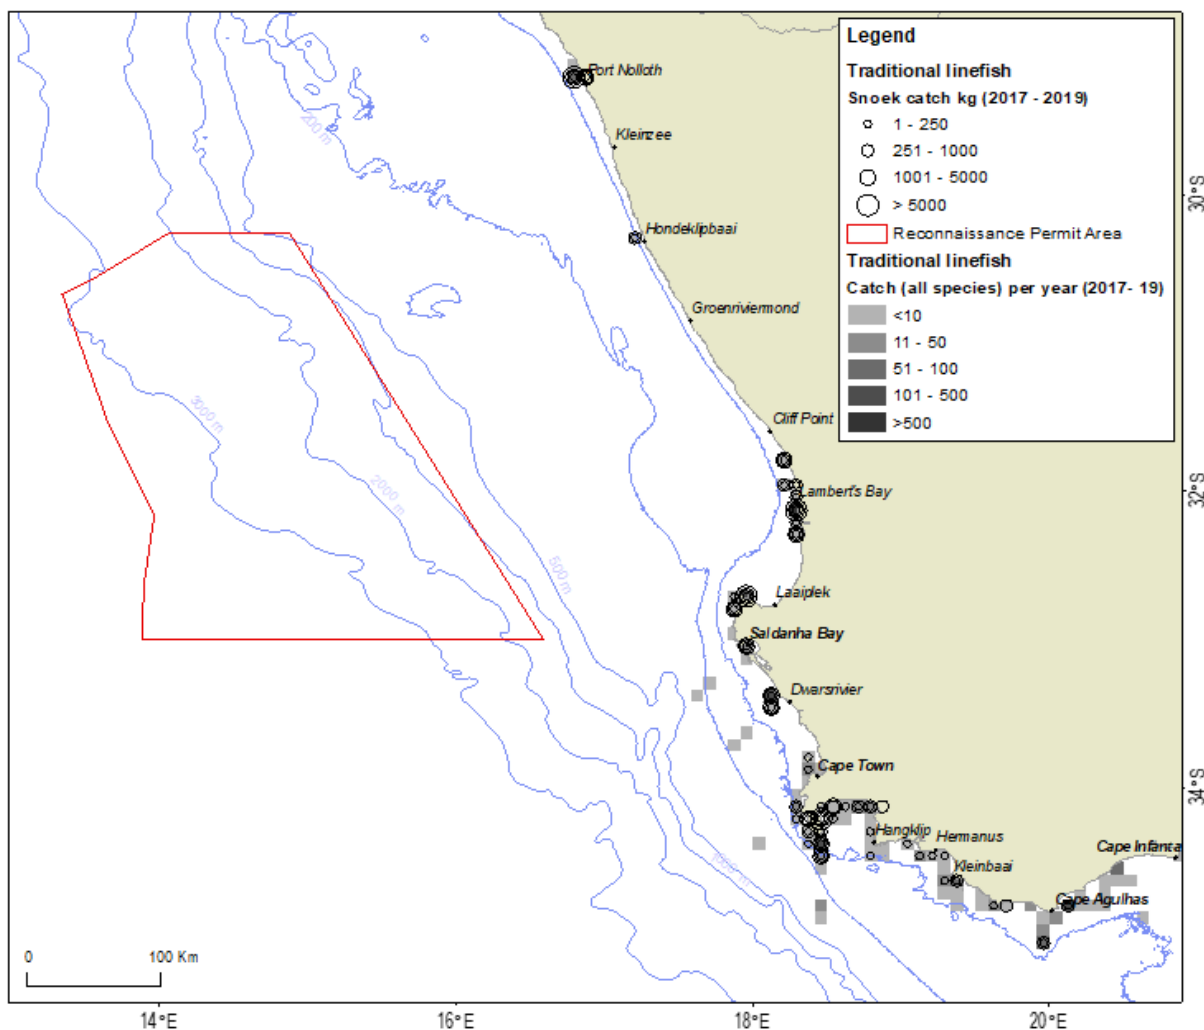 Legend
Traditional linefish
Snoek catch kg (2017 - 2019)
1 - 250
251 - 1000
1001 - 5000
> 5000
Reconnaissance Permit Area
Traditional linefish
Catch (all species) per year (2017- 19)
<10
11 - 50
51 - 100
101 - 500
>500
Port Nolloth
200 m
Kleinzee
30°S
Hondeklipbaai
Groenriviermond
3000 m
Cliff Point
2000 m
Lambert's Bay
32°S
500 m
Laaiplek
Saldanha Bay
Dwarsrivier
Cape Town
34°S
Hangklip
Hermanus
Cape Infanta
1000 m
Kleinbaai
Cape Agulhas
0 100 Km
14°E 16°E 18°E 20°E